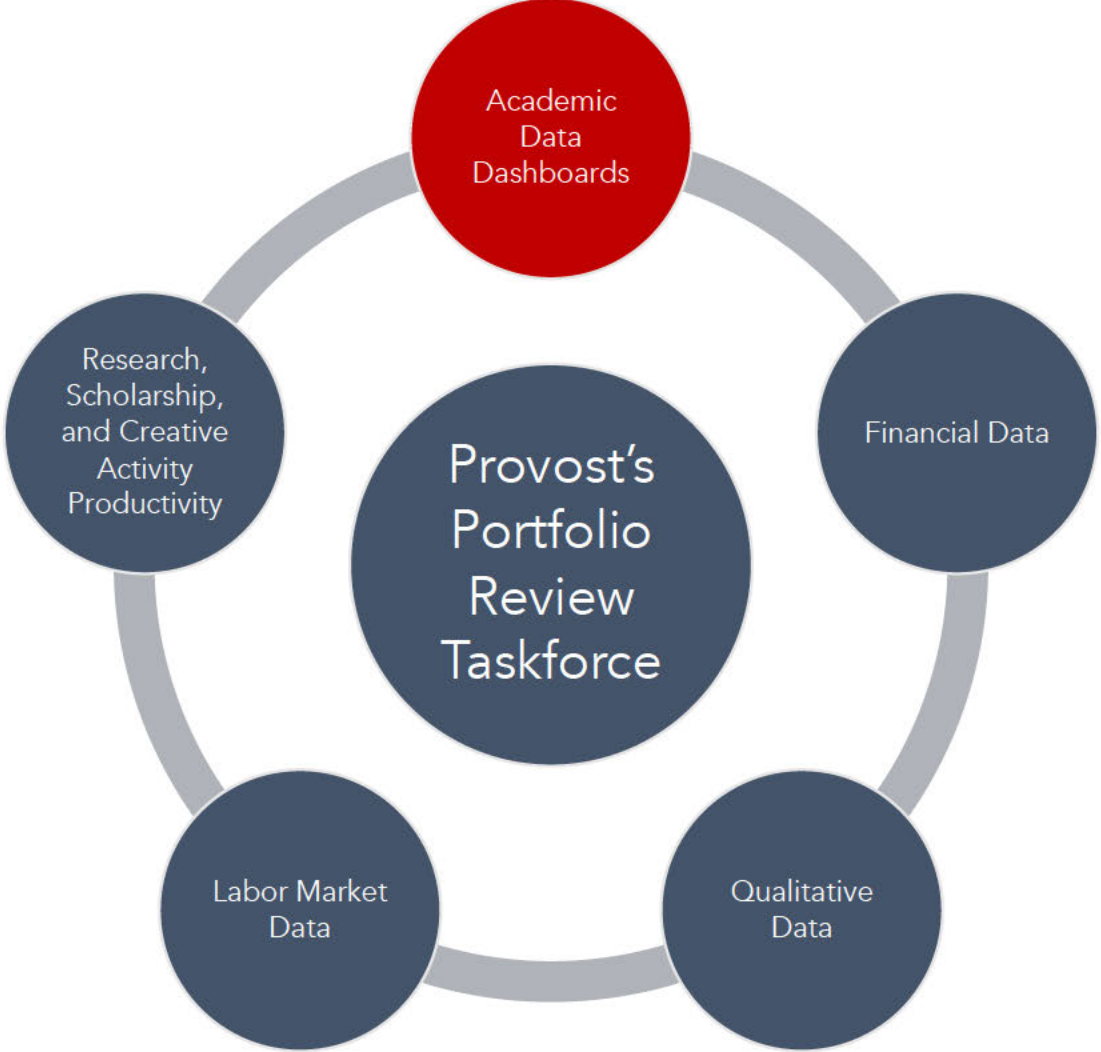 Academic
Data
Dashboards
Research,
Scholarship,
and Creative
Activity
Productivity
Financial Data
Provost’s
Portfolio
Review
Taskforce
Labor Market
Data
Qualitative
Data